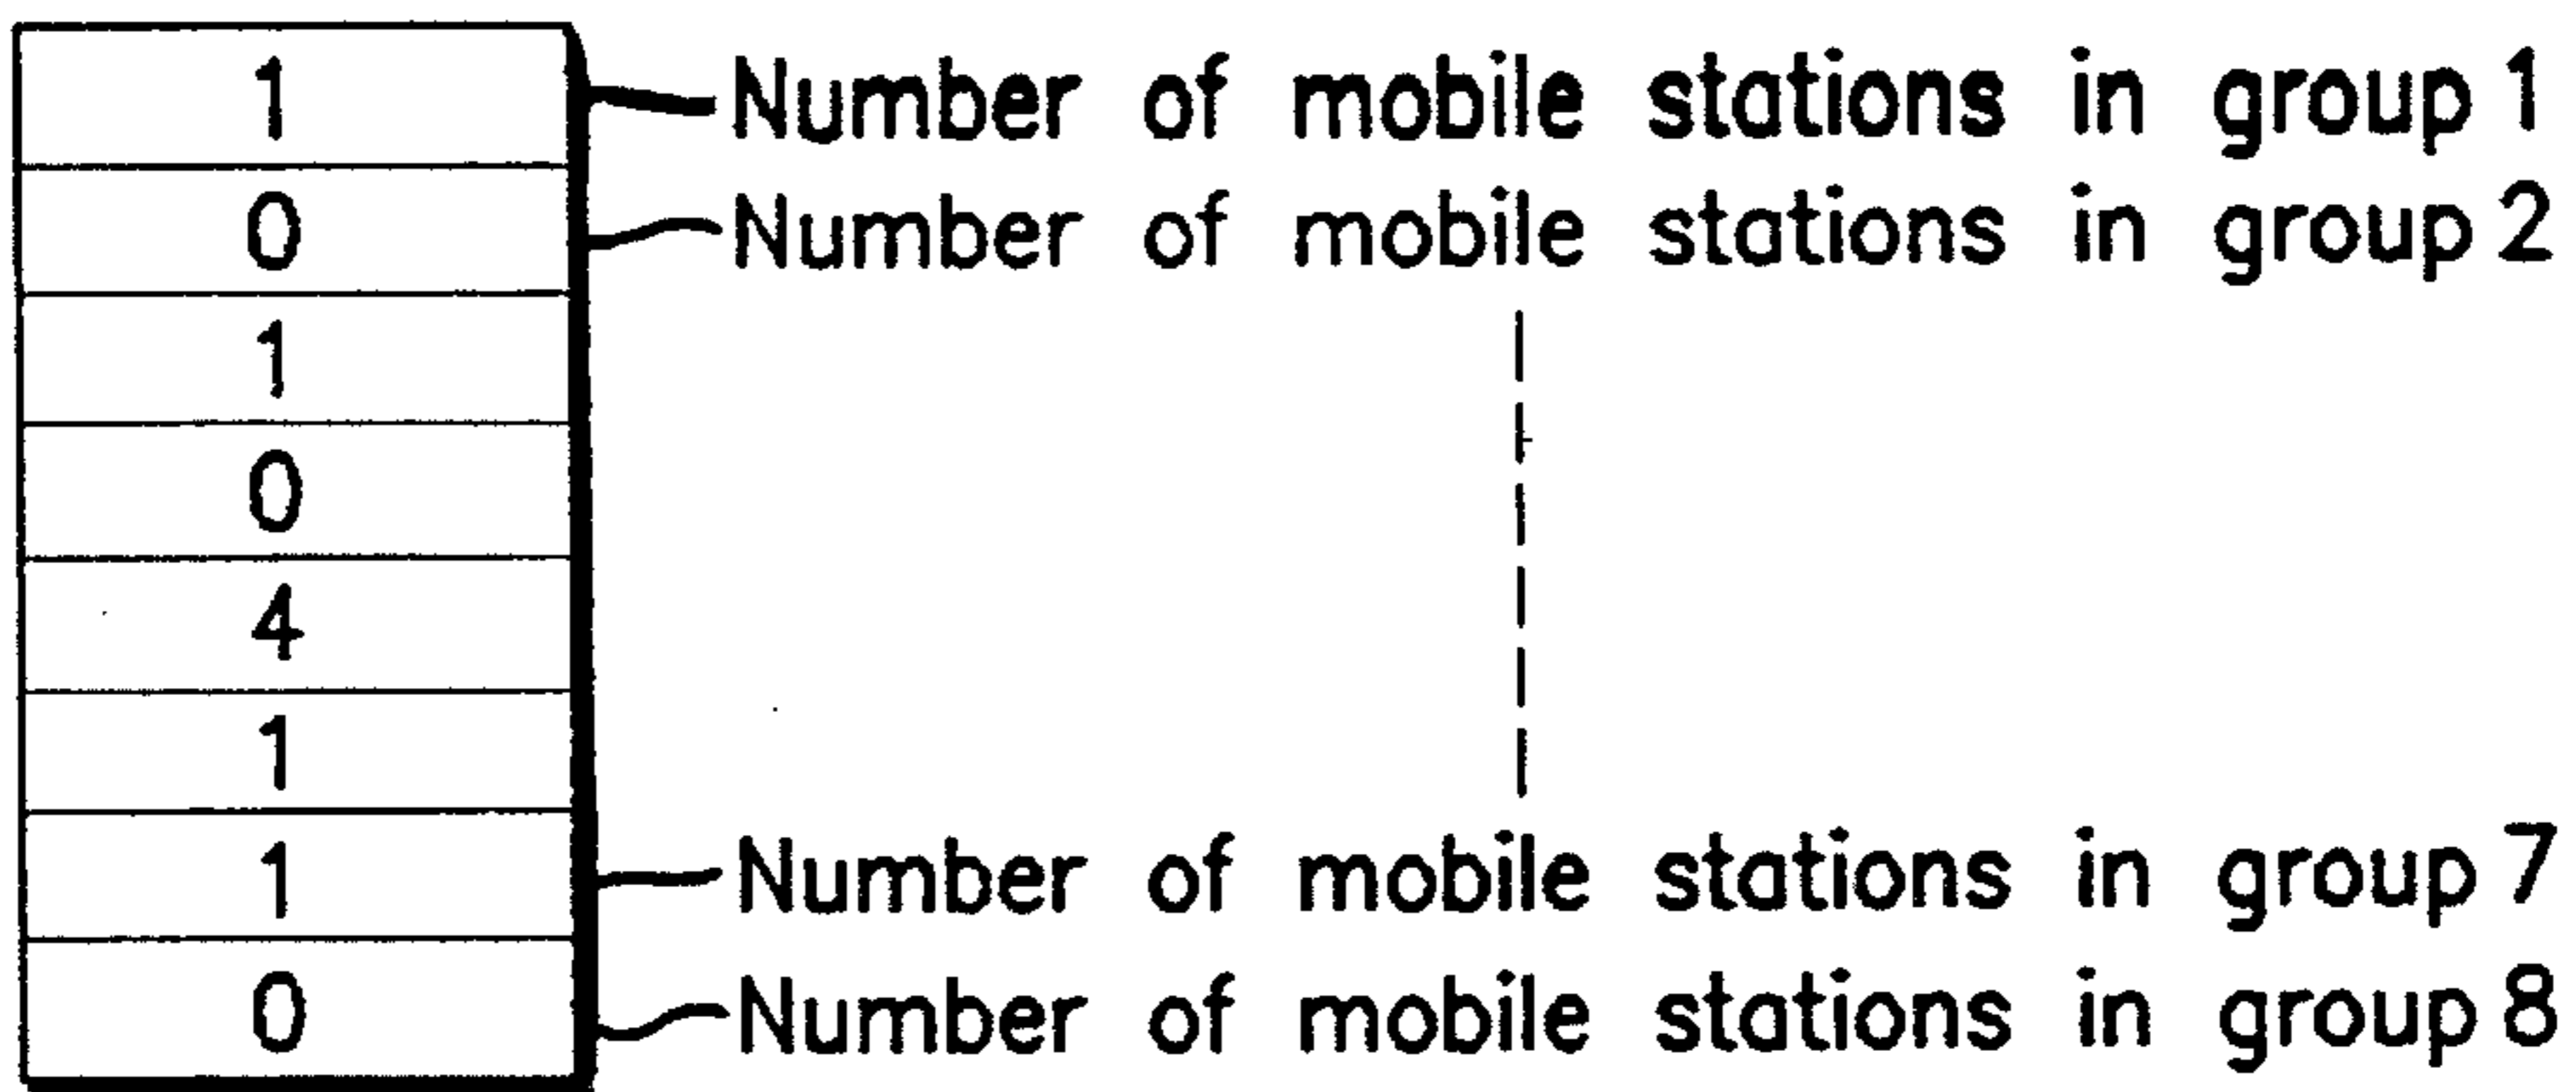 1 Number of mobile stations in group 1
0 Number of mobile stations in group 2
1
0
4
1
1 Number of mobile stations in group 7
0 Number of mobile stations in group 8